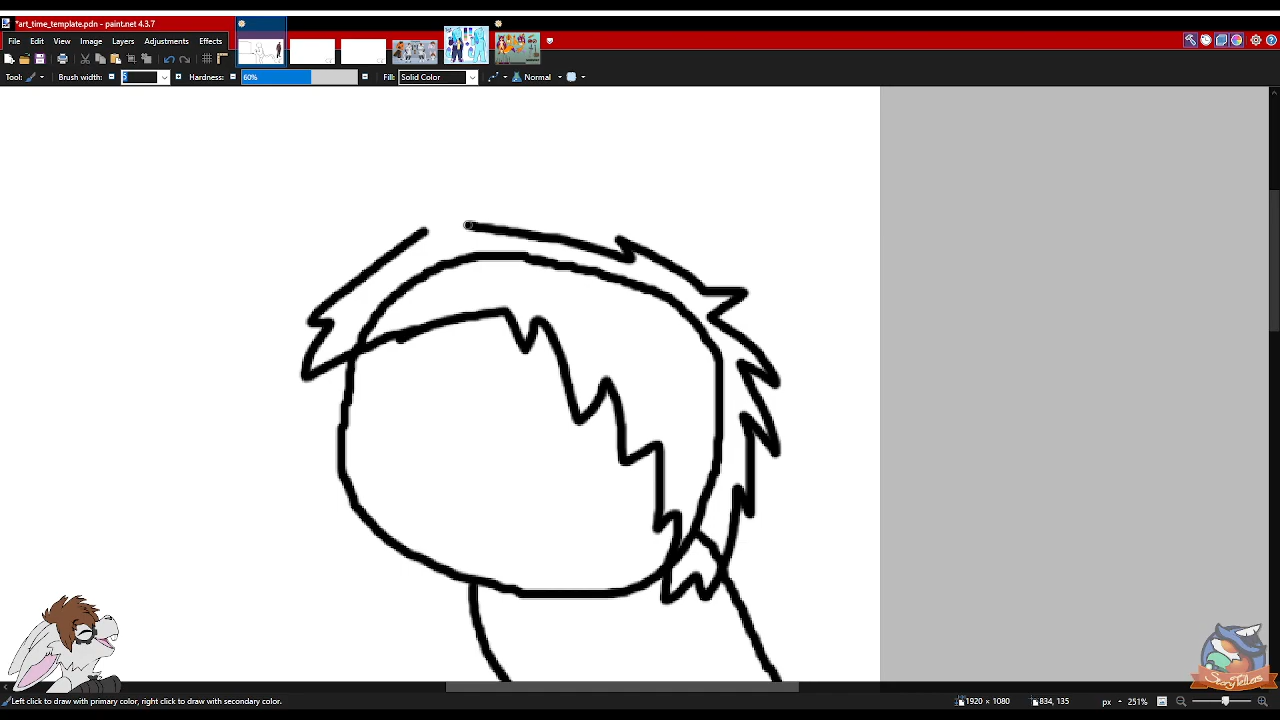 *art_time_template.pdn - paint.net 4.3.7
File Edit View Image Layers Adjustments Effects
Tool: Brush width: 5 Hardness: 60% Fill: Solid Color Normal
StoryTellers
Left click to draw with primary color, right click to draw with secondary color. 1920 × 1080 834, 135 px 251%